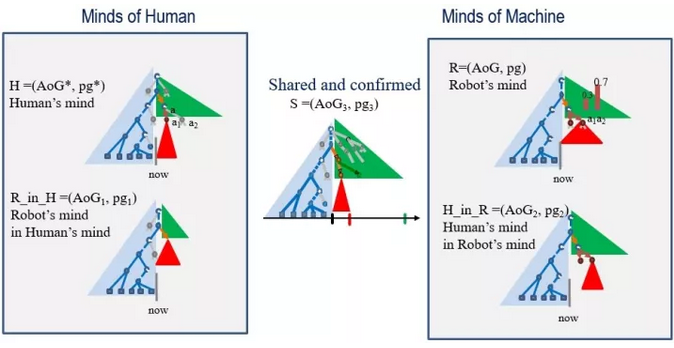 Minds of Human
Minds of Machine
H =(AoG*, pg*)
Human's mind
a
a₁ a₂
now
R_in_H =(AoG₁, pg₁)
Robot's mind
in Human's mind
now
Shared and confirmed
S =(AoG₃, pg₃)
R=(AoG, pg)
Robot's mind
0.7
0.3
a₁a₂
now
H_in_R =(AoG₂, pg₂)
Human's mind
in Robot's mind
now